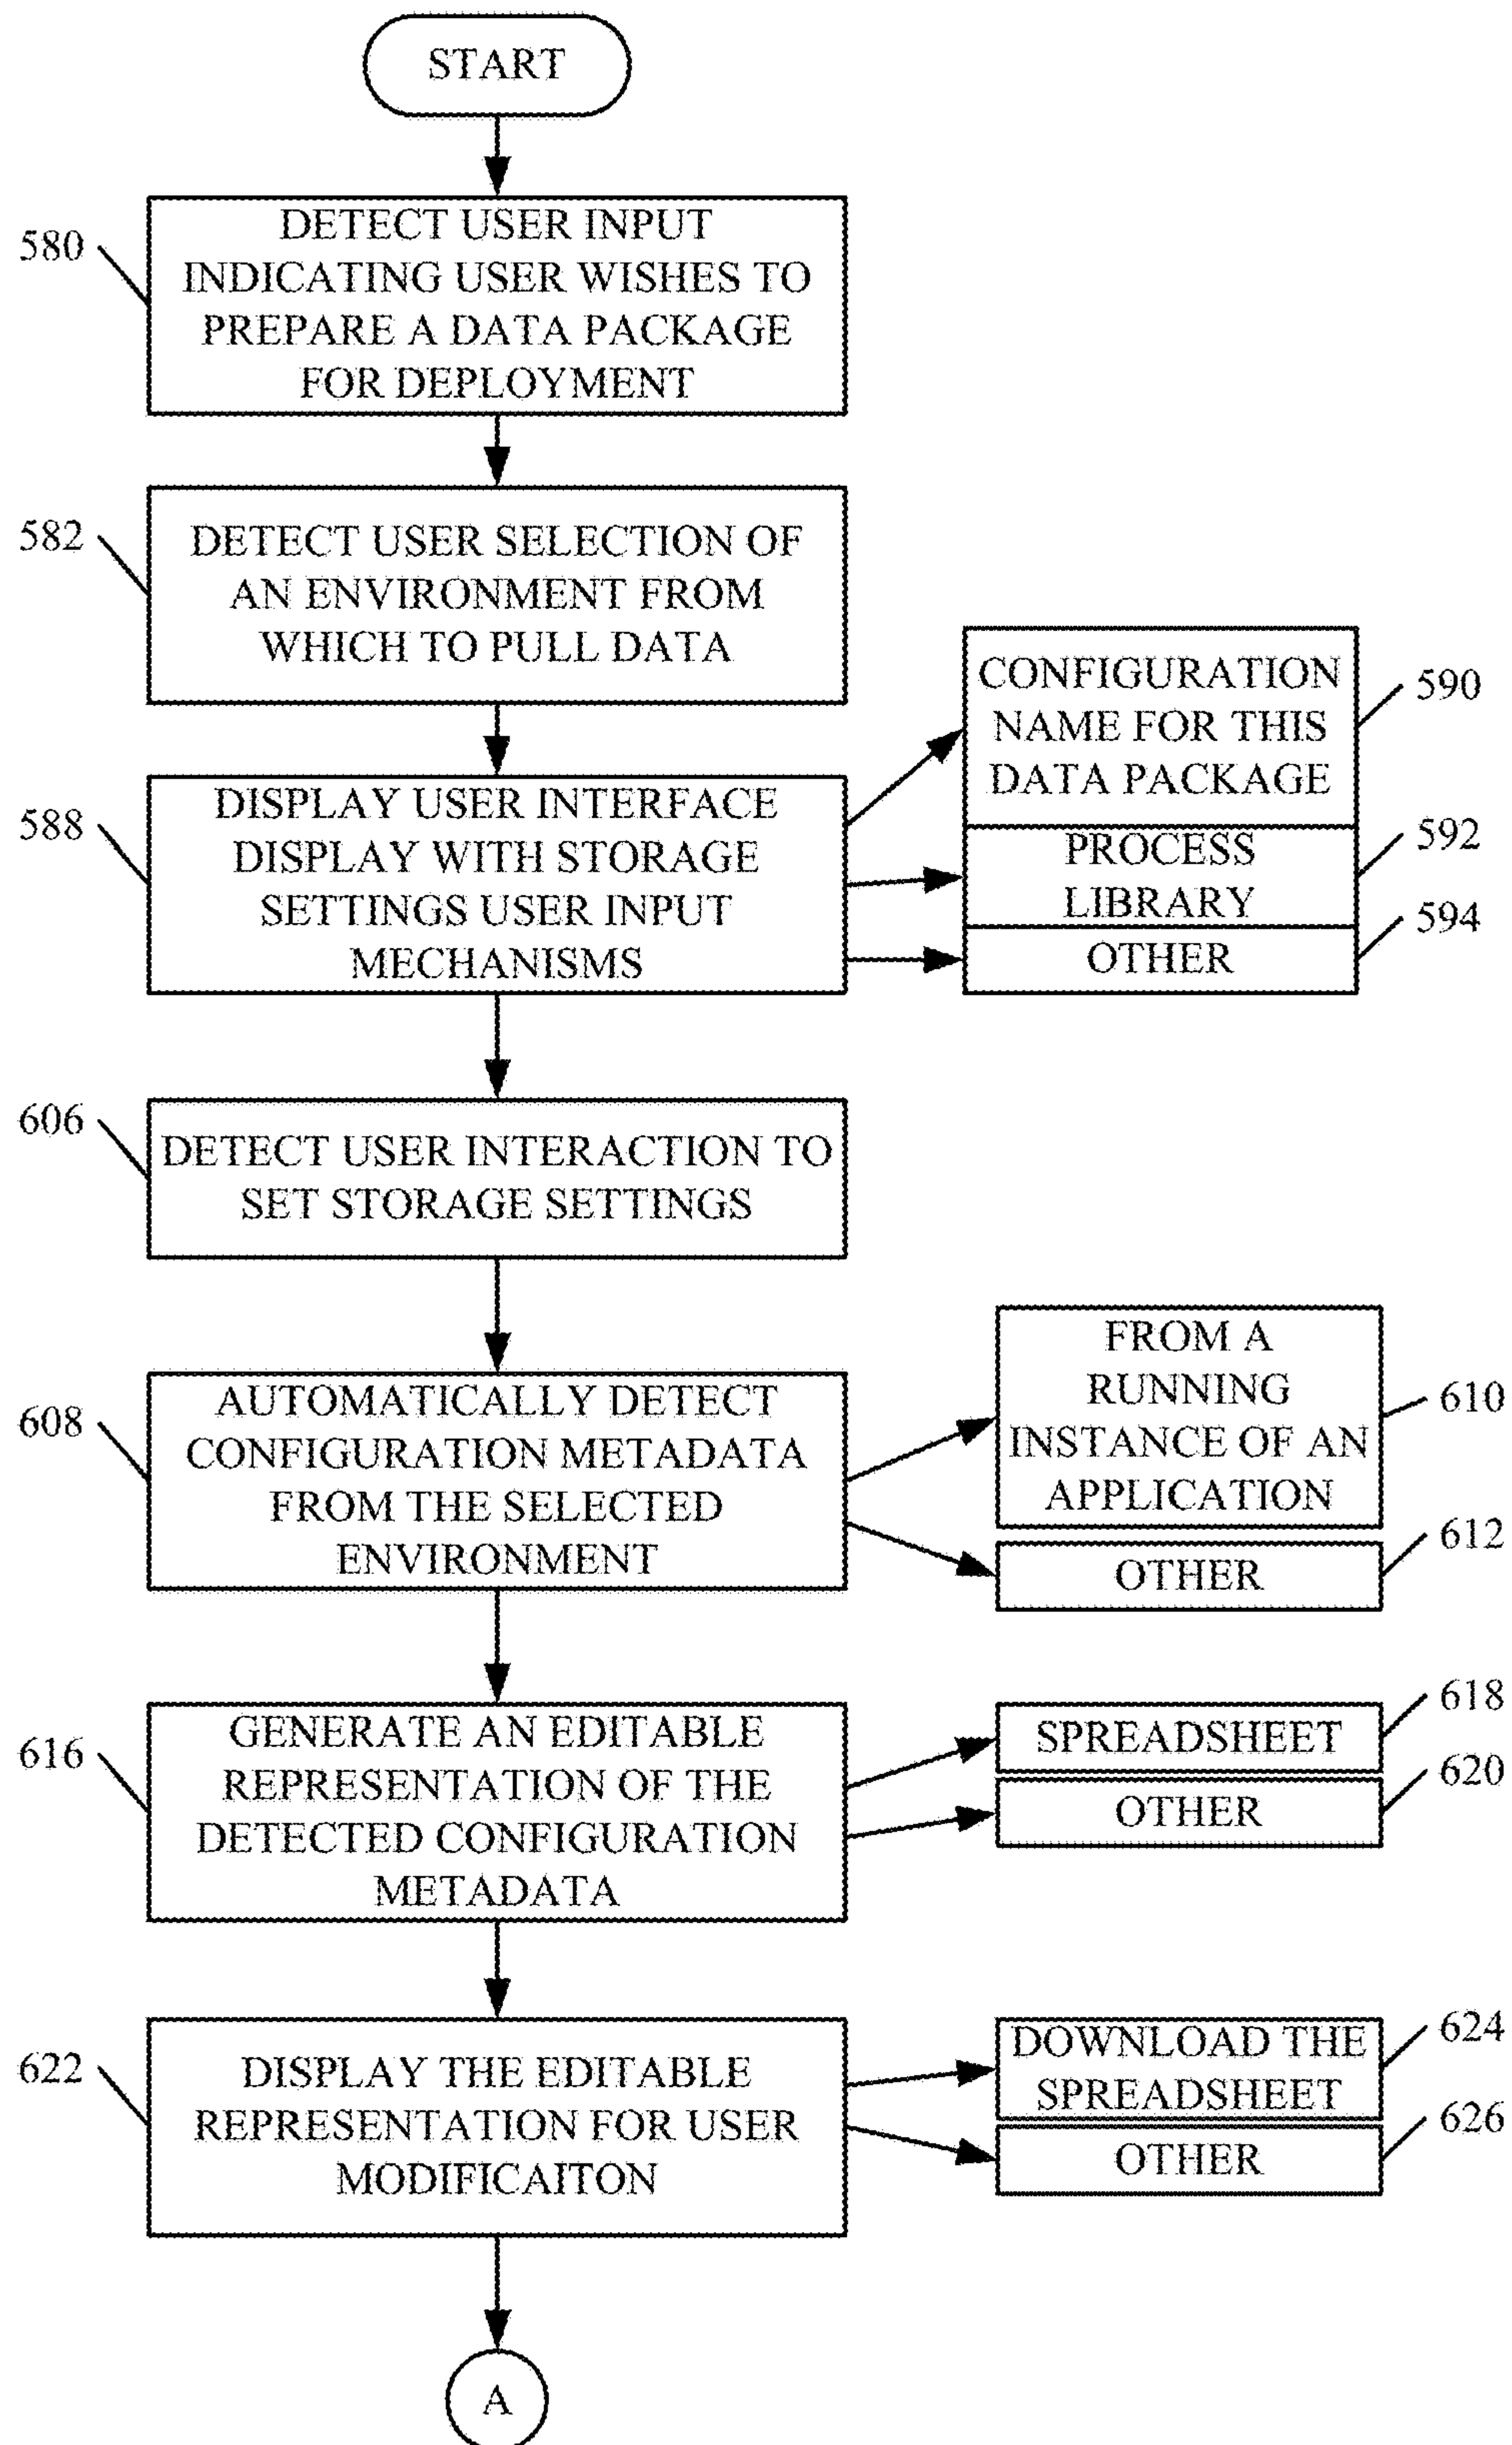 START
580
DETECT USER INPUT
INDICATING USER WISHES TO
PREPARE A DATA PACKAGE
FOR DEPLOYMENT
582
DETECT USER SELECTION OF
AN ENVIRONMENT FROM
WHICH TO PULL DATA
588
DISPLAY USER INTERFACE
DISPLAY WITH STORAGE
SETTINGS USER INPUT
MECHANISMS
CONFIGURATION
NAME FOR THIS
DATA PACKAGE
590
PROCESS
LIBRARY
592
OTHER
594
606
DETECT USER INTERACTION TO
SET STORAGE SETTINGS
608
AUTOMATICALLY DETECT
CONFIGURATION METADATA
FROM THE SELECTED
ENVIRONMENT
FROM A
RUNNING
INSTANCE OF AN
APPLICATION
610
OTHER
612
616
GENERATE AN EDITABLE
REPRESENTATION OF THE
DETECTED CONFIGURATION
METADATA
SPREADSHEET
618
OTHER
620
622
DISPLAY THE EDITABLE
REPRESENTATION FOR USER
MODIFICAITON
DOWNLOAD THE
SPREADSHEET
624
OTHER
626
A